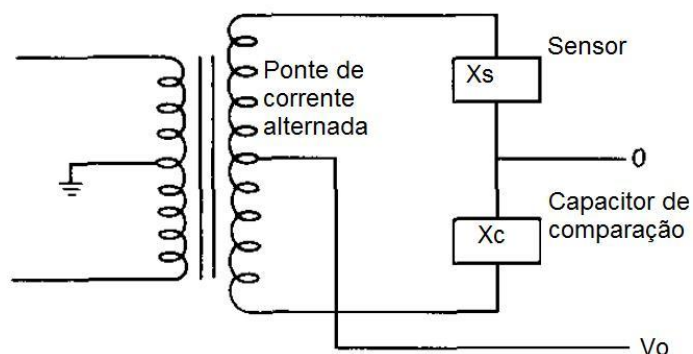 Sensor
Xs
Ponte de
corrente
alternada
0
Capacitor de
comparação
Xc
Vo